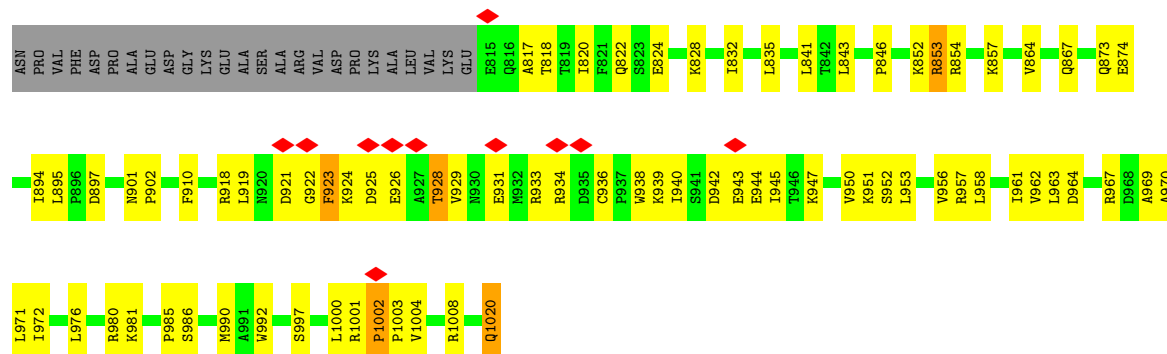 ASN PRO VAL PHE ASP PRO ALA GLU ASP GLY LYS GLU ALA SER ALA ARG VAL ASP PRO LYS ALA LEU VAL LYS GLU E815 Q816 A817 T818 T819 I820 F821 Q822 S823 E824 K828 I832 L835 L841 T842 L843 P846 K852 R853 R854 K857 V864 Q867 Q873 E874
I894 L895 P896 D897 N901 P902 F910 R918 L919 N920 D921 G922 F923 K924 D925 E926 A927 T928 V929 N930 E931 M932 R933 R934 D935 C936 P937 W938 K939 I940 S941 D942 E943 E944 I945 T946 K947 V950 K951 S952 L953 V956 R957 L958 I961 V962 L963 D964 R967 D968 A969 A970
L971 I972 L976 R980 K981 P985 S986 M990 A991 W992 S997 L1000 R1001 P1002 P1003 V1004 R1008 Q1020